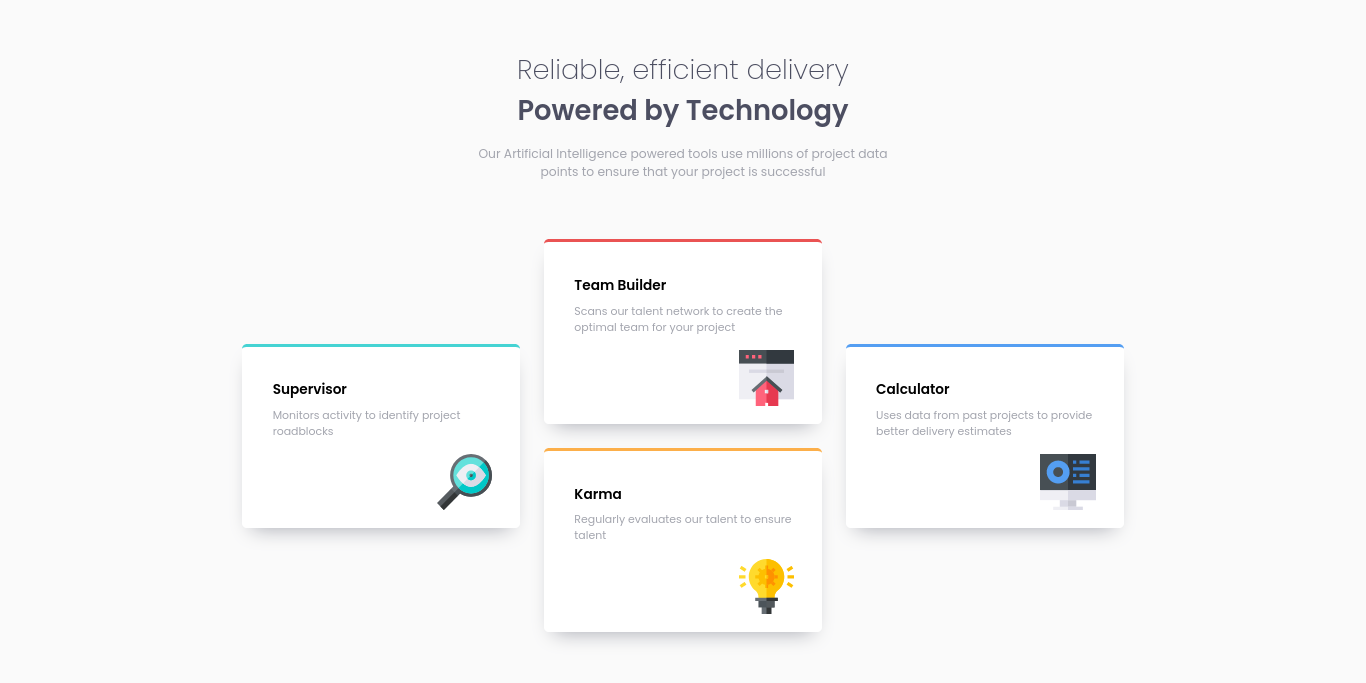 Reliable, efficient delivery
Powered by Technology
Our Artificial Intelligence powered tools use millions of project data
points to ensure that your project is successful
Team Builder
Scans our talent network to create the
optimal team for your project
Supervisor
Monitors activity to identify project
roadblocks
Calculator
Uses data from past projects to provide
better delivery estimates
Karma
Regularly evaluates our talent to ensure
talent